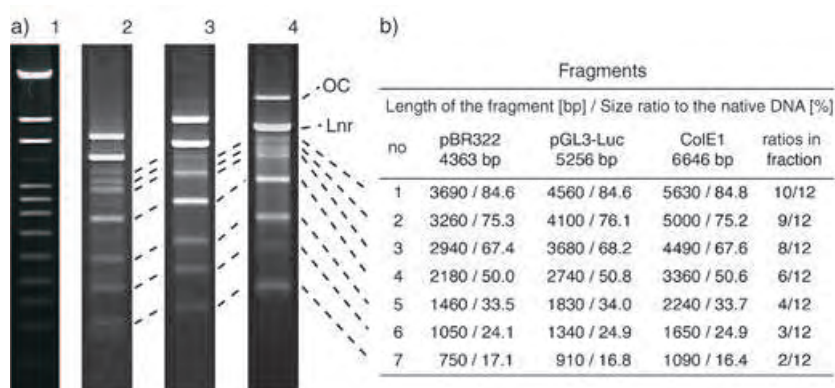 a)
1 2 3 4
OC
Lnr
b)
Fragments
Length of the fragment [bp] / Size ratio to the native DNA [%]
no pBR322 pGL3-Luc ColE1 ratios in
4363 bp 5256 bp 6646 bp fraction
1 3690 / 84.6 4560 / 84.6 5630 / 84.8 10/12
2 3260 / 75.3 4100 / 76.1 5000 / 75.2 9/12
3 2940 / 67.4 3680 / 68.2 4490 / 67.6 8/12
4 2180 / 50.0 2740 / 50.8 3360 / 50.6 6/12
5 1460 / 33.5 1830 / 34.0 2240 / 33.7 4/12
6 1050 / 24.1 1340 / 24.9 1650 / 24.9 3/12
7 750 / 17.1 910 / 16.8 1090 / 16.4 2/12